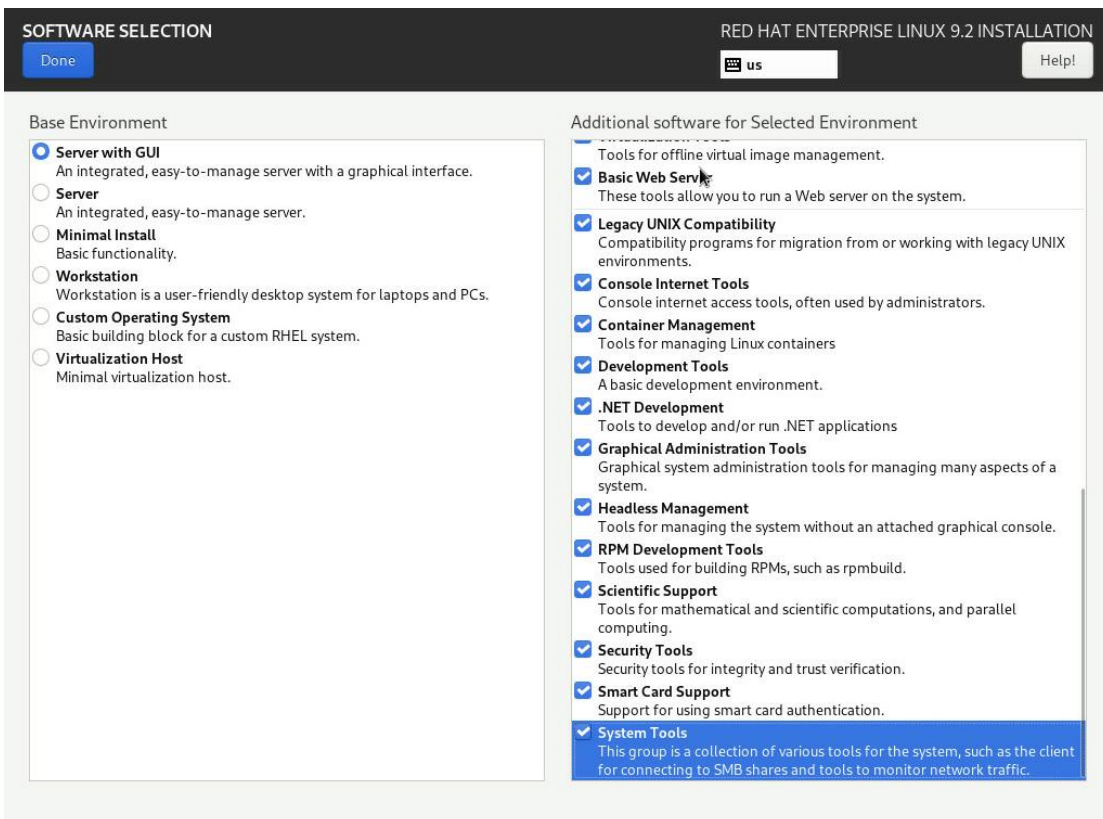 SOFTWARE SELECTION
RED HAT ENTERPRISE LINUX 9.2 INSTALLATION
Done
us
Help!
Base Environment
Server with GUI
An integrated, easy-to-manage server with a graphical interface.
Server
An integrated, easy-to-manage server.
Minimal Install
Basic functionality.
Workstation
Workstation is a user-friendly desktop system for laptops and PCs.
Custom Operating System
Basic building block for a custom RHEL system.
Virtualization Host
Minimal virtualization host.
Additional software for Selected Environment
Tools for offline virtual image management.
Basic Web Server
These tools allow you to run a Web server on the system.
Legacy UNIX Compatibility
Compatibility programs for migration from or working with legacy UNIX
environments.
Console Internet Tools
Console internet access tools, often used by administrators.
Container Management
Tools for managing Linux containers
Development Tools
A basic development environment.
.NET Development
Tools to develop and/or run .NET applications
Graphical Administration Tools
Graphical system administration tools for managing many aspects of a
system.
Headless Management
Tools for managing the system without an attached graphical console.
RPM Development Tools
Tools used for building RPMs, such as rpmbuild.
Scientific Support
Tools for mathematical and scientific computations, and parallel
computing.
Security Tools
Security tools for integrity and trust verification.
Smart Card Support
Support for using smart card authentication.
System Tools
This group is a collection of various tools for the system, such as the client
for connecting to SMB shares and tools to monitor network traffic.